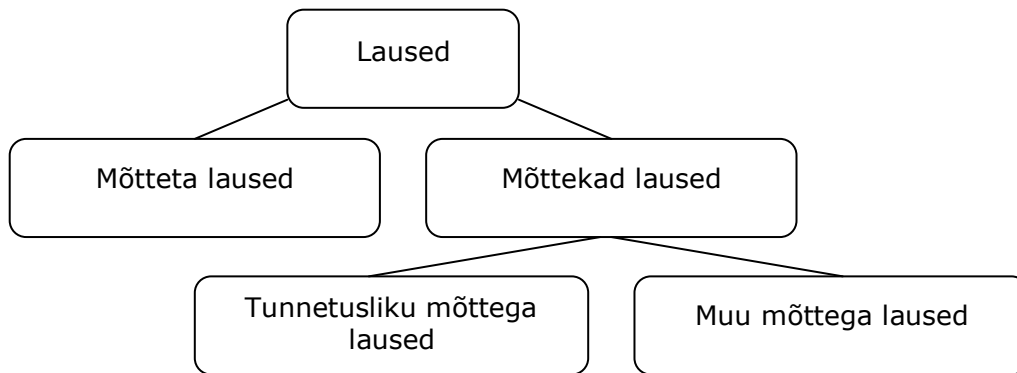 Laused
Mõtteta laused
Mõttekad laused
Tunnetusliku mõttega
laused
Muu mõttega laused